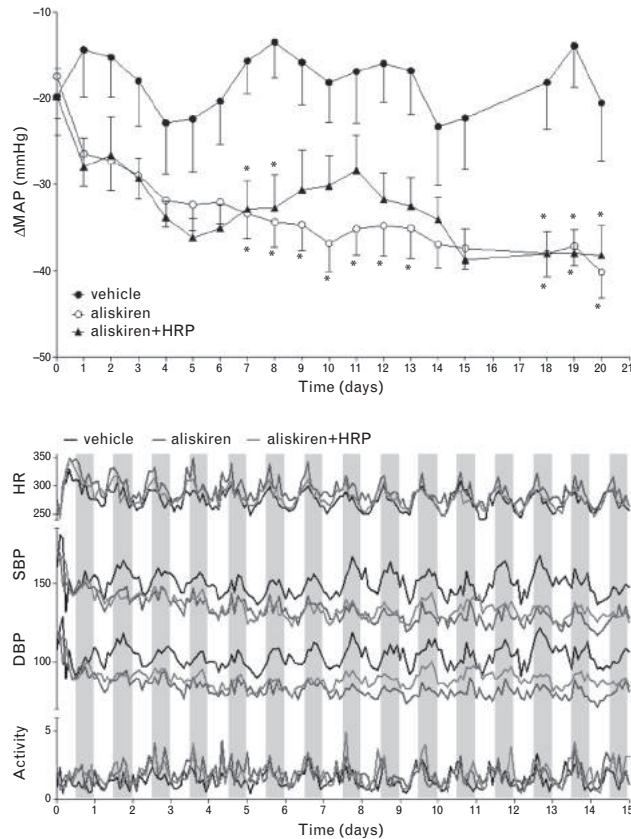 −10
−20
−30
−40
−50
ΔMAP (mmHg)
* *
* * * * * * *
* * *
* * *
vehicle
aliskiren
aliskiren+HRP
0 1 2 3 4 5 6 7 8 9 10 11 12 13 14 15 16 17 18 19 20 21
Time (days)
vehicle aliskiren aliskiren+HRP
HR
350
300
250
SBP
150
DBP
100
Activity
5
0
0 1 2 3 4 5 6 7 8 9 10 11 12 13 14 15
Time (days)